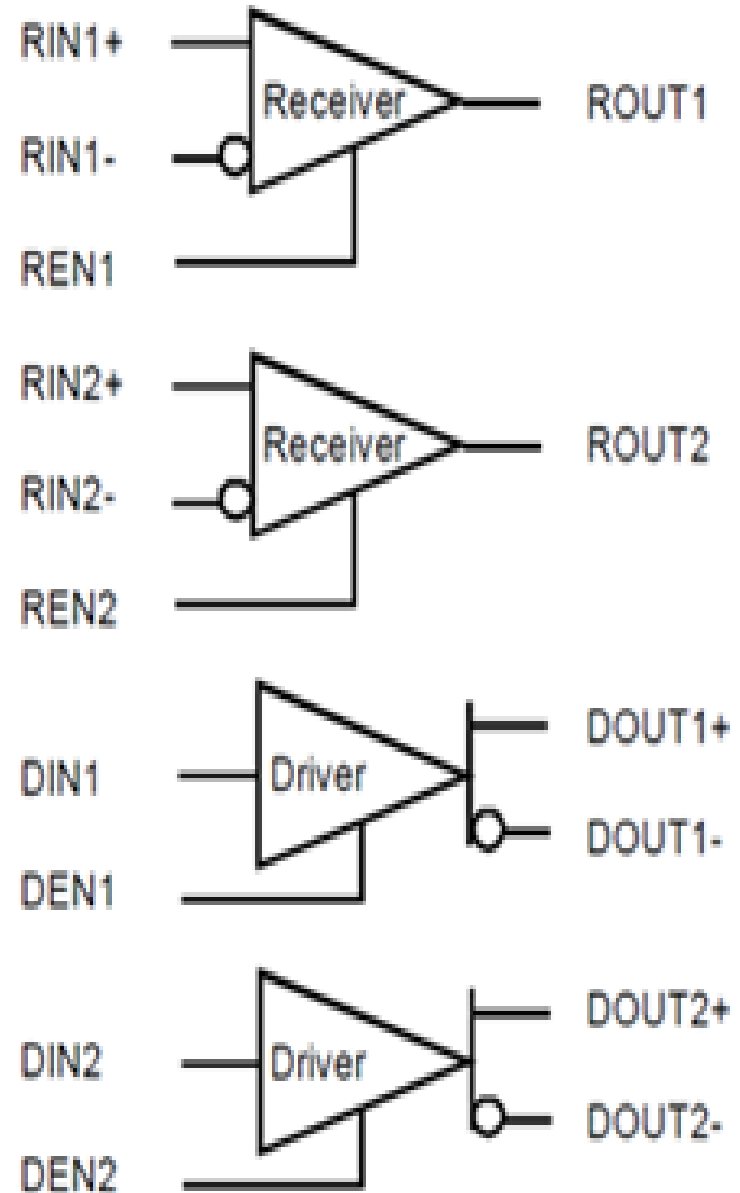 RIN1+
Receiver
ROUT1
RIN1-
REN1
RIN2+
Receiver
ROUT2
RIN2-
REN2
DOUT1+
DIN1
Driver
DOUT1-
DEN1
DOUT2+
DIN2
Driver
DOUT2-
DEN2